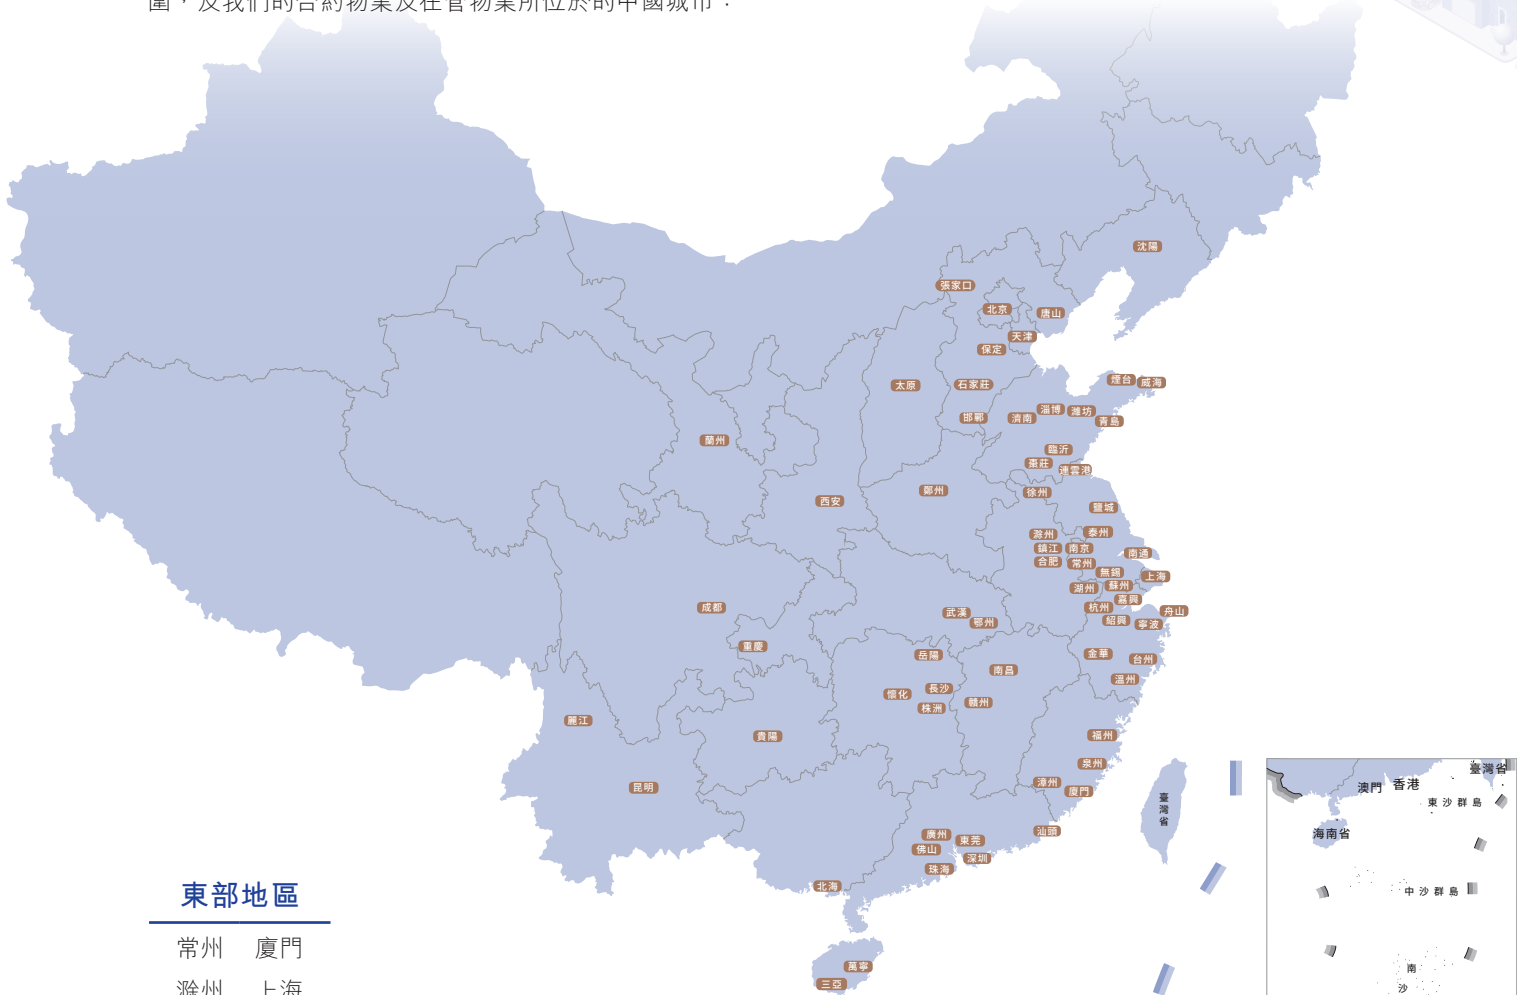 圍，及我們的合約物業及在管物業所位於的中國城市：
沈陽
張家口
北京
唐山
天津
保定
煙台
威海
太原
石家莊
淄博
濰坊
邯鄲
濟南
青島
蘭州
臨沂
棗莊
連雲港
鄭州
徐州
西安
鹽城
滁州
泰州
鎮江
南京
南通
合肥
常州
無錫
上海
湖州
蘇州
嘉興
成都
武漢
杭州
舟山
鄂州
紹興
寧波
重慶
岳陽
金華
台州
南昌
溫州
懷化
長沙
贛州
株洲
麗江
貴陽
福州
泉州
昆明
漳州
廈門
臺灣省
汕頭
廣州
東莞
佛山
深圳
珠海
北海
萬寧
三亞
臺灣省
澳門
香港
東沙群島
海南省
中沙群島
南
沙
東部地區
常州 廈門
滁州 上海